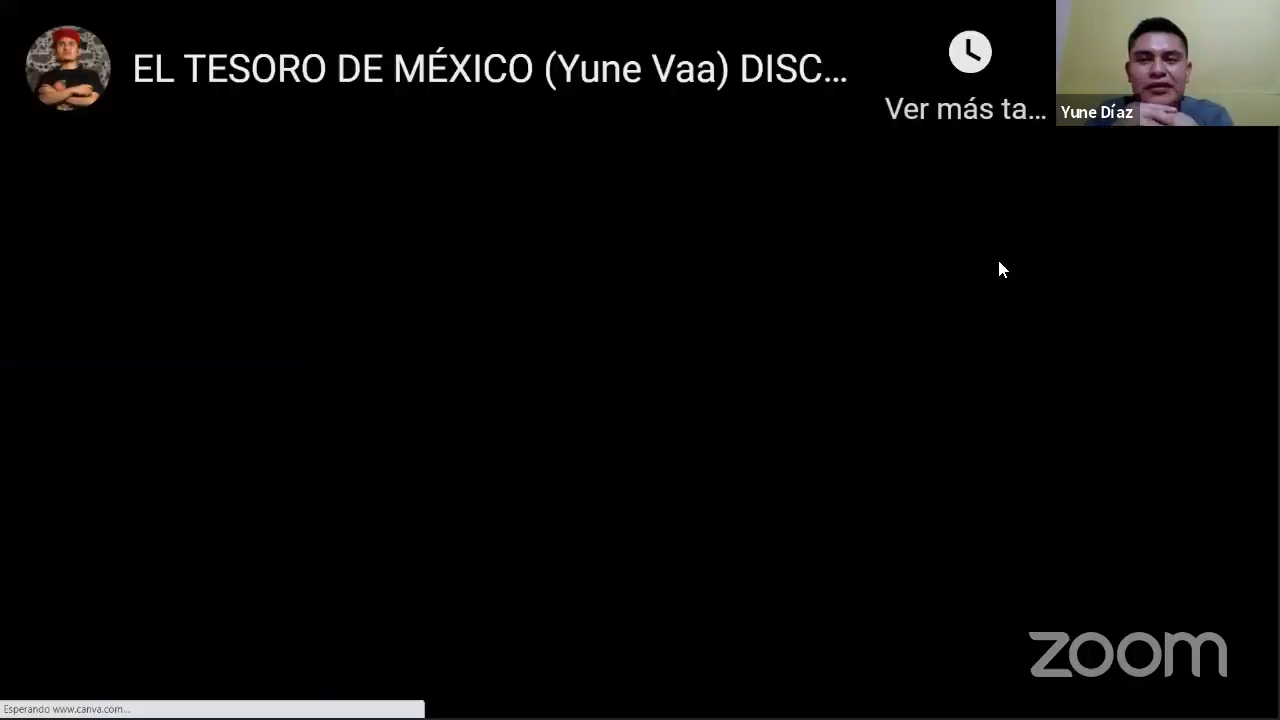 EL TESORO DE MÉXICO (Yune Vaa) DISC...
Ver más ta...
Yune Díaz
zoom
Esperando www.canva.com...